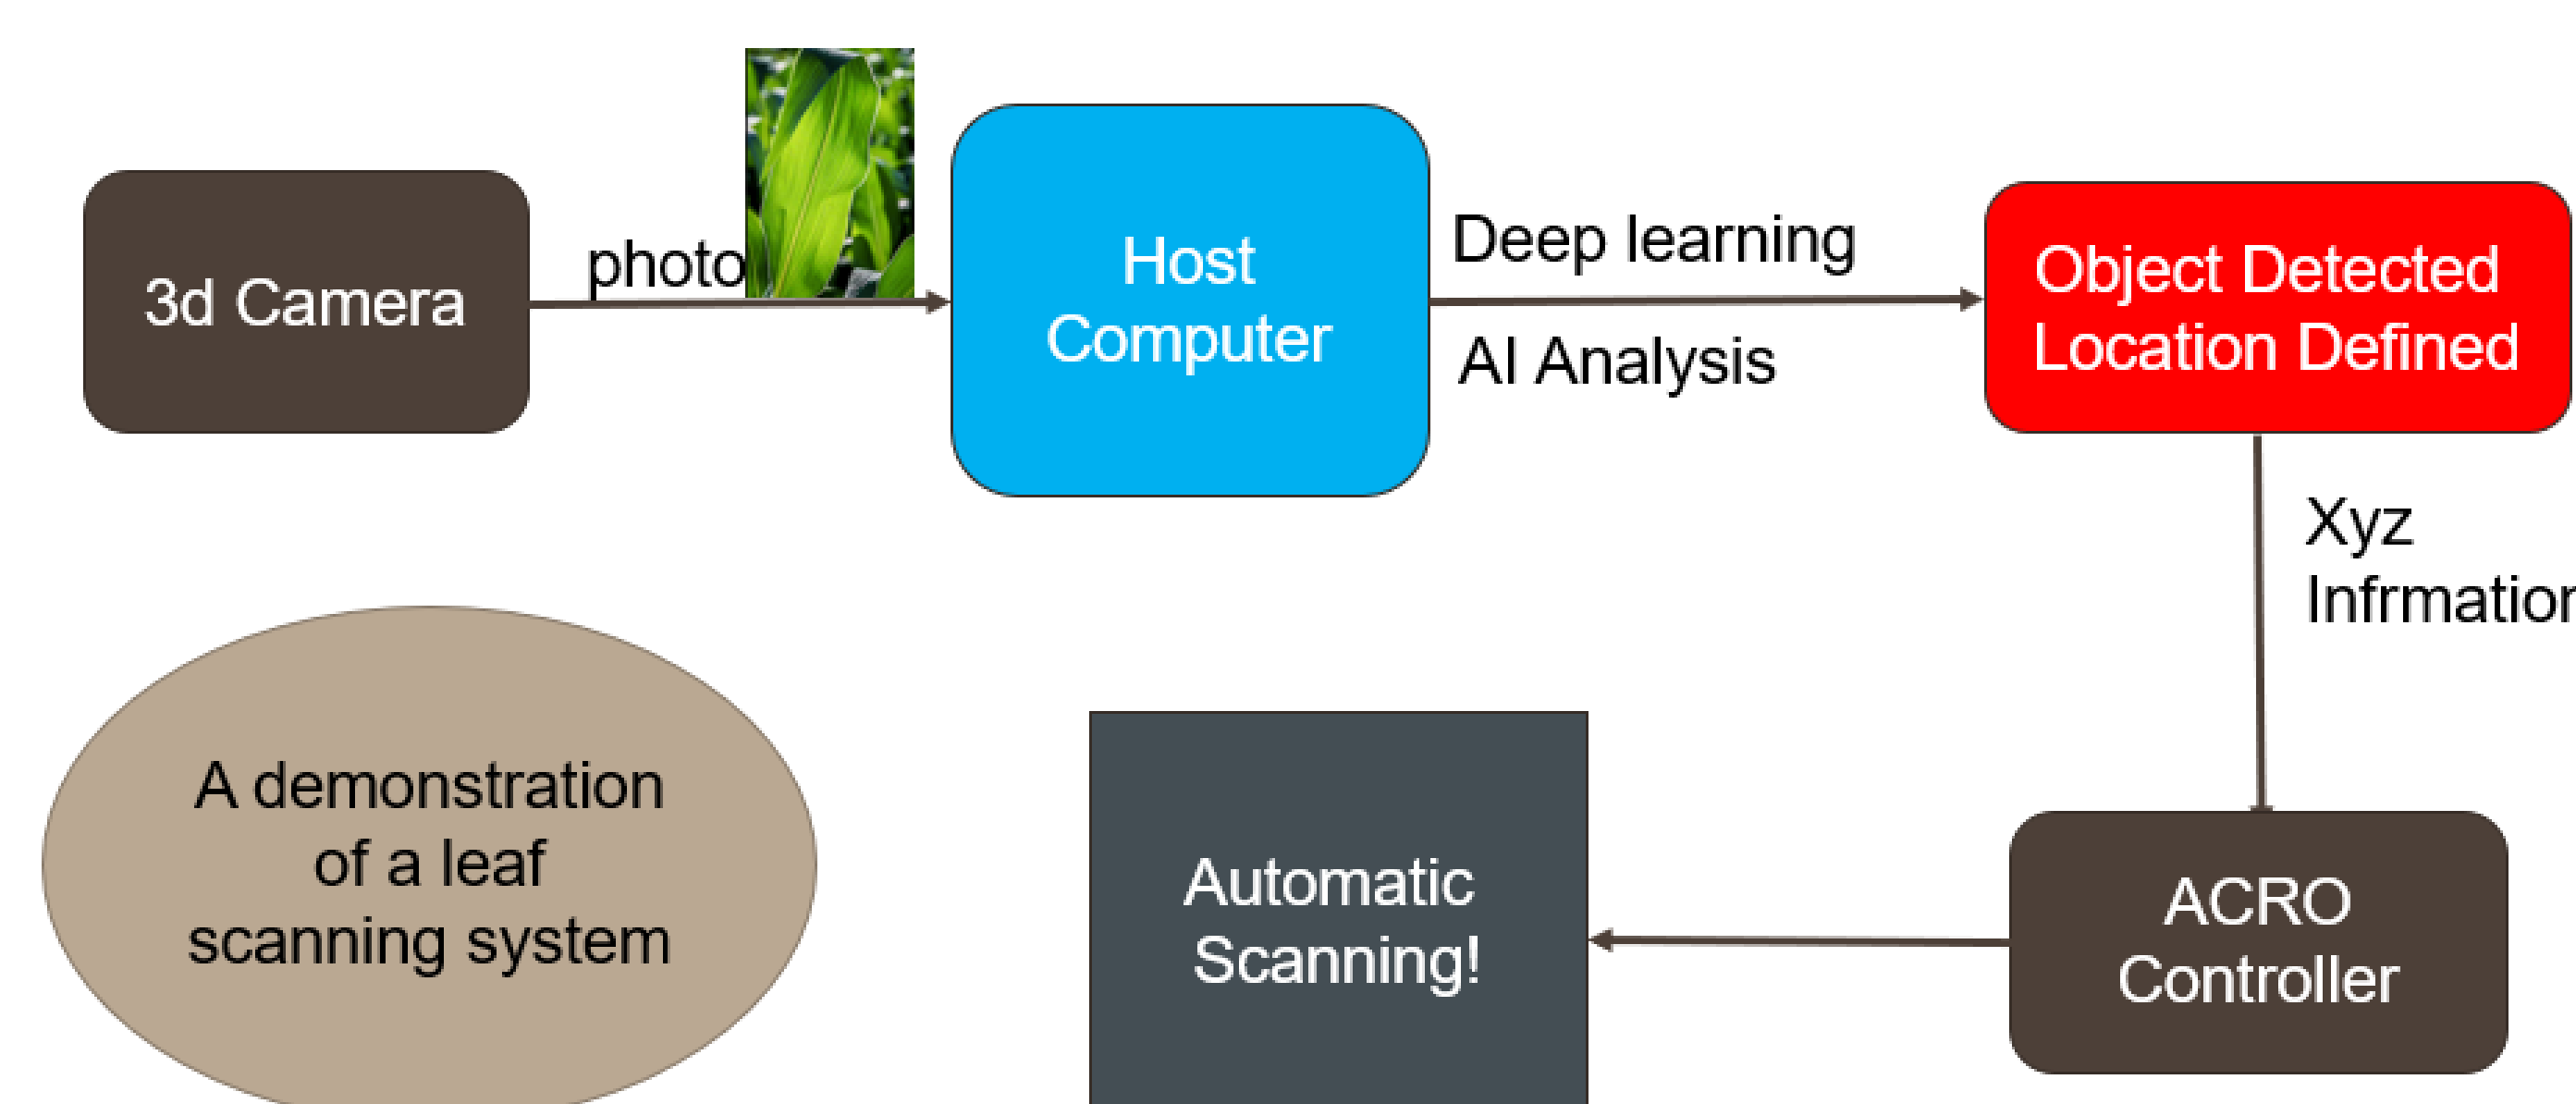 3d Camera
photo
Host
Computer
Deep learning
AI Analysis
Object Detected
Location Defined
Xyz
Infrmation
A demonstration
of a leaf
scanning system
Automatic
Scanning!
ACRO
Controller